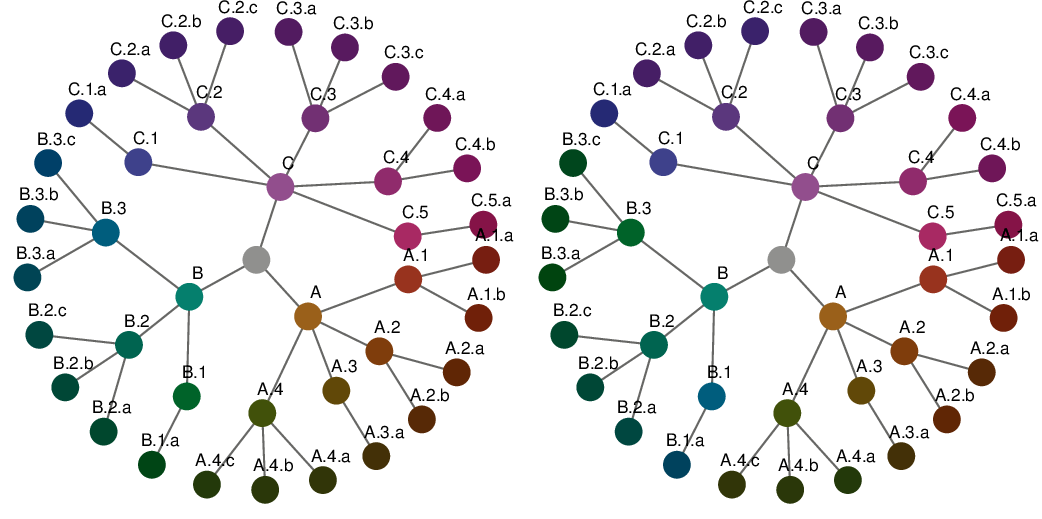 C.2.c C.3.a
C.2.b C.3.b
C.2.a C.3.c
C.1.a C.2 C.3 C.4.a
B.3.c C.1 C.4.b
C C.4
B.3.b C.5.a
B.3 C.5
B.3.a A.1.a
A.1
B A.1.b
B.2.c A
B.2 A.2
B.2.b A.2.a
A.3
B.1 A.2.b
B.2.a A.4
B.1.a A.3.a
A.4.c A.4.b A.4.a
C.2.c C.3.a
C.2.b C.3.b
C.2.a C.3.c
C.1.a C.2 C.3 C.4.a
B.3.c C.1 C.4.b
C C.4
B.3.b C.5.a
B.3 C.5
B.3.a A.1.a
A.1
B A.1.b
B.2.c A
B.2 A.2
B.2.b A.2.a
A.3
B.1 A.2.b
B.2.a A.4
B.1.a A.3.a
A.4.c A.4.b A.4.a